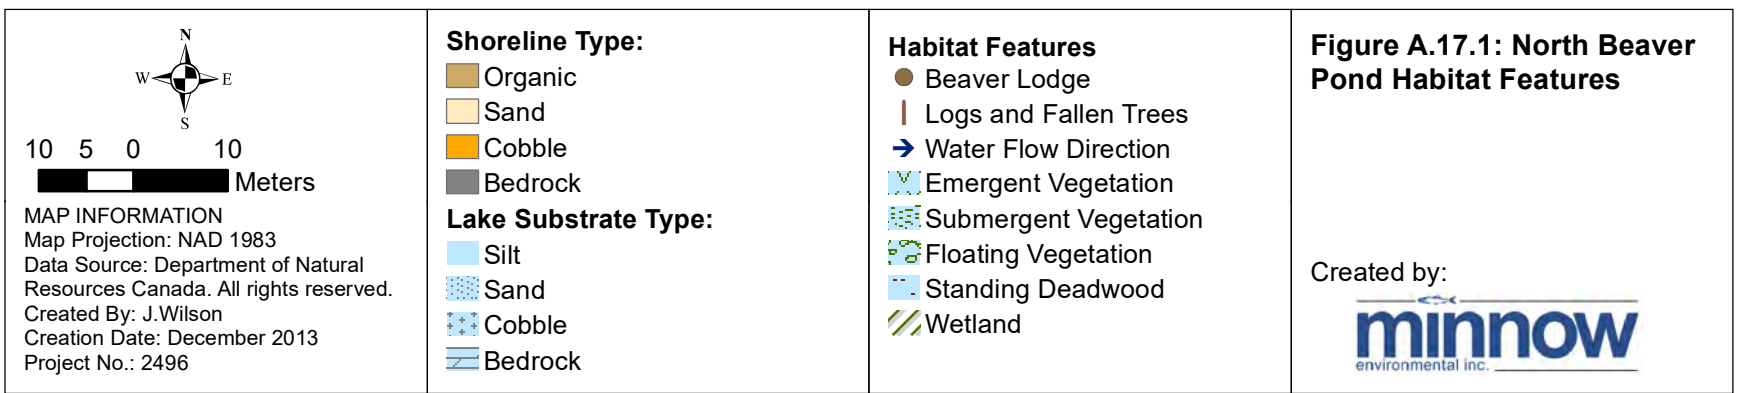 N
W E
S
10 5 0 10
Meters
MAP INFORMATION
Map Projection: NAD 1983
Data Source: Department of Natural
Resources Canada. All rights reserved.
Created By: J.Wilson
Creation Date: December 2013
Project No.: 2496
Shoreline Type:
Organic
Sand
Cobble
Bedrock
Lake Substrate Type:
Silt
Sand
Cobble
Bedrock
Habitat Features
Beaver Lodge
Logs and Fallen Trees
Water Flow Direction
Emergent Vegetation
Submergent Vegetation
Floating Vegetation
Standing Deadwood
Wetland
Figure A.17.1: North Beaver
Pond Habitat Features
Created by:
minnow
environmental inc.